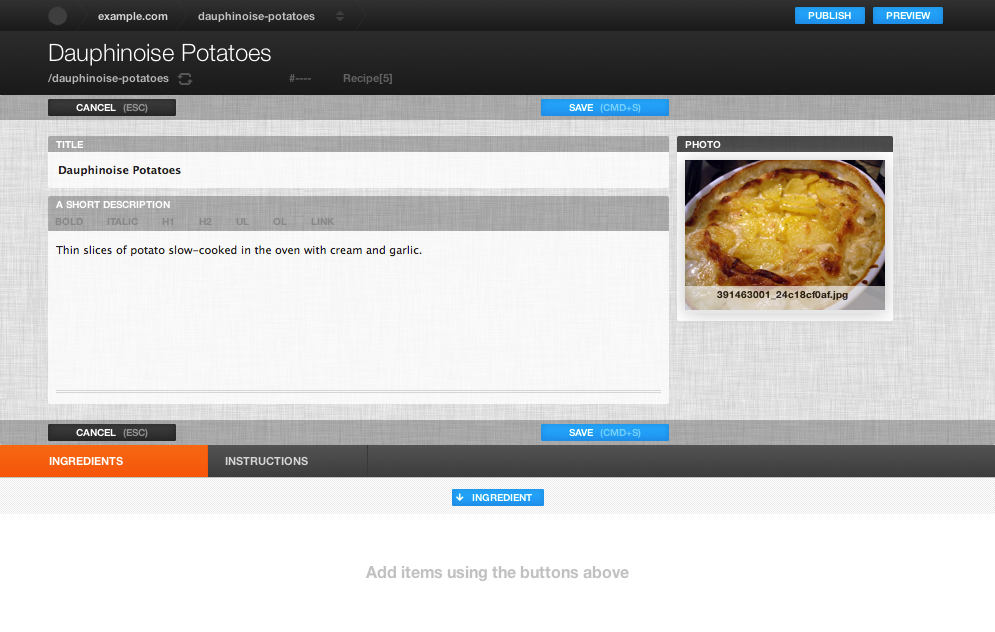 example.com dauphinoise-potatoes PUBLISH PREVIEW
Dauphinoise Potatoes
/dauphinoise-potatoes #---- Recipe[5]
CANCEL (ESC) SAVE (CMD+S)
TITLE PHOTO
Dauphinoise Potatoes
A SHORT DESCRIPTION
BOLD ITALIC H1 H2 UL OL LINK
Thin slices of potato slow-cooked in the oven with cream and garlic.
391463001_24c18cf0af.jpg
CANCEL (ESC) SAVE (CMD+S)
INGREDIENTS INSTRUCTIONS
INGREDIENT
Add items using the buttons above